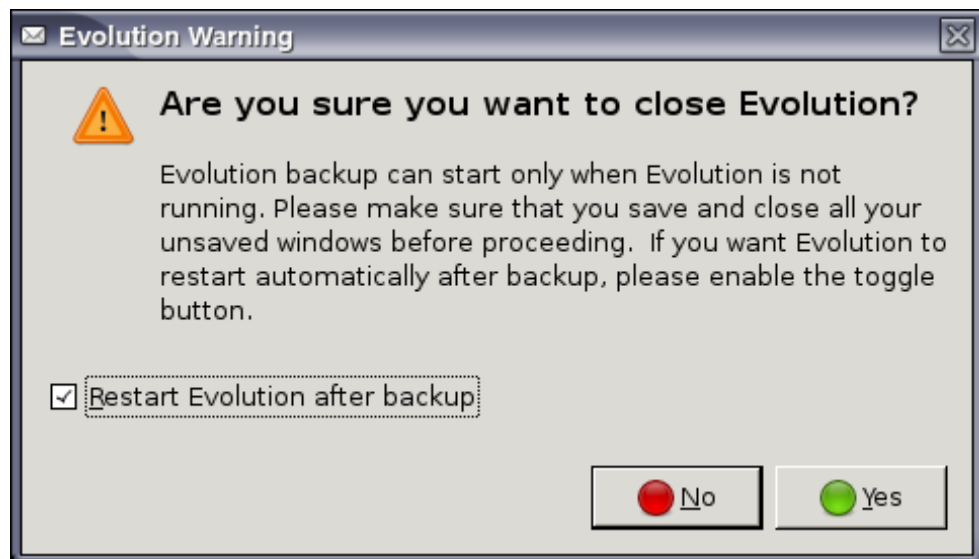 Evolution Warning
Are you sure you want to close Evolution?
Evolution backup can start only when Evolution is not
running. Please make sure that you save and close all your
unsaved windows before proceeding.  If you want Evolution to
restart automatically after backup, please enable the toggle
button.
Restart Evolution after backup
No
Yes